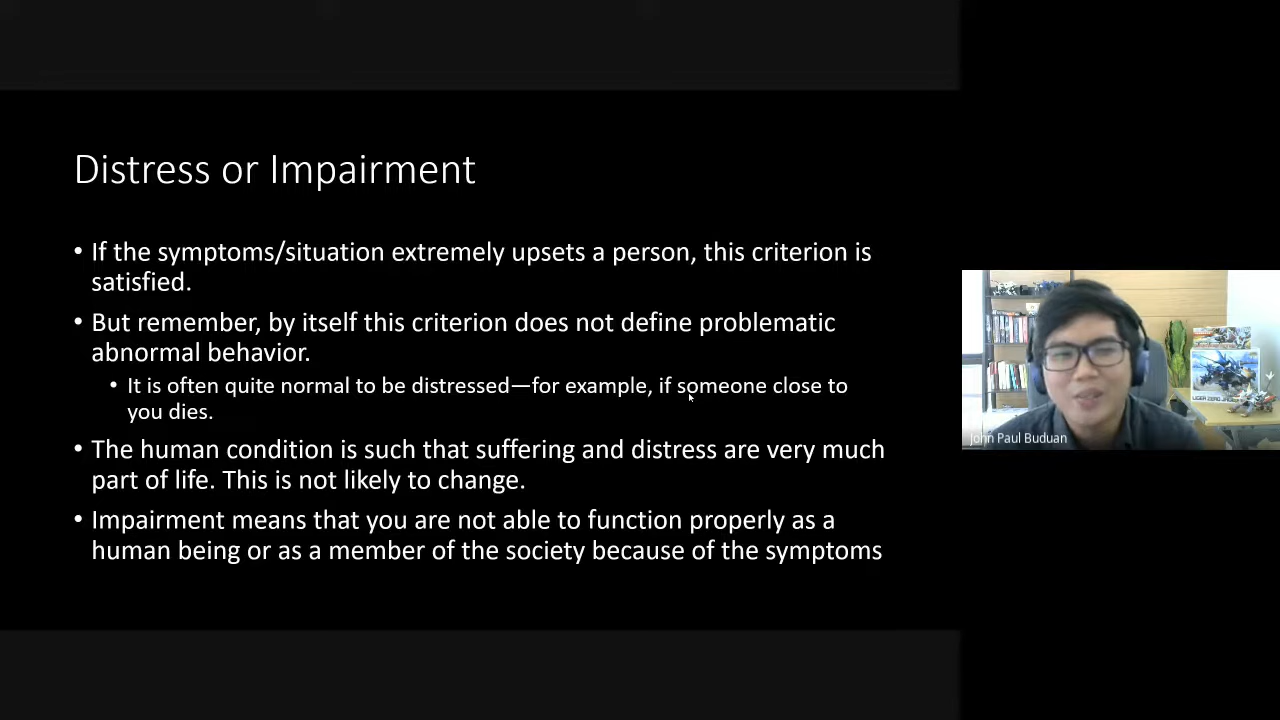 Distress or Impairment
• If the symptoms/situation extremely upsets a person, this criterion is
satisfied.
• But remember, by itself this criterion does not define problematic
abnormal behavior.
• It is often quite normal to be distressed—for example, if someone close to
you dies.
• The human condition is such that suffering and distress are very much
part of life. This is not likely to change.
• Impairment means that you are not able to function properly as a
human being or as a member of the society because of the symptoms
John Paul Buduan